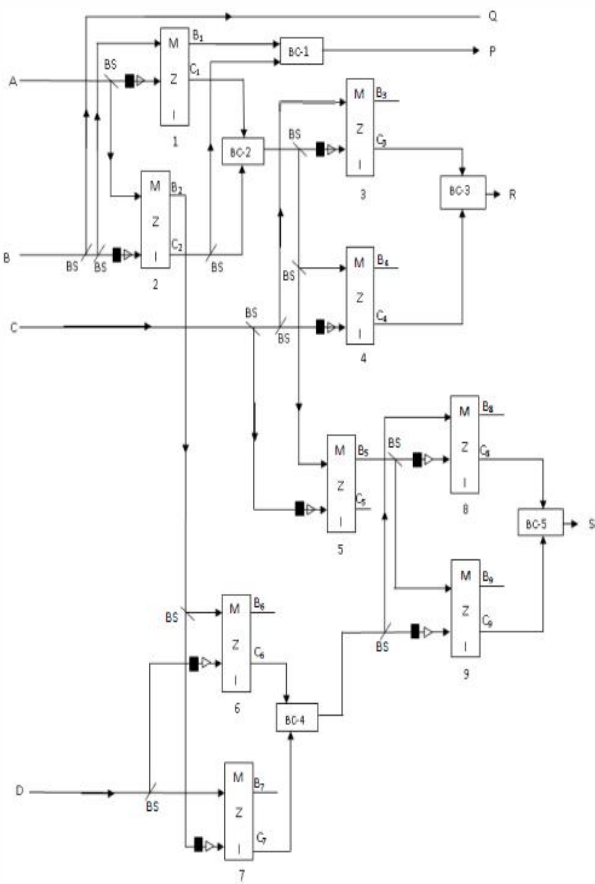 Q
B₁
M
BC-1
P
BS
A
C₁
Z
I
1
BS
M
B₃
Z
C₃
I
3
BC-2
BC-3
R
M
B₂
Z
C₂
I
2
B
BS
BS
BS
BS
M
B₄
Z
C₄
I
4
C
BS
BS
M
B₈
BS
Z
C₈
I
8
M
B₅
Z
C₅
I
5
BC-5
S
M
B₉
Z
C₉
I
9
BS
BS
M
B₆
Z
C₆
I
6
BC-4
D
BS
M
B₇
Z
C₇
I
7